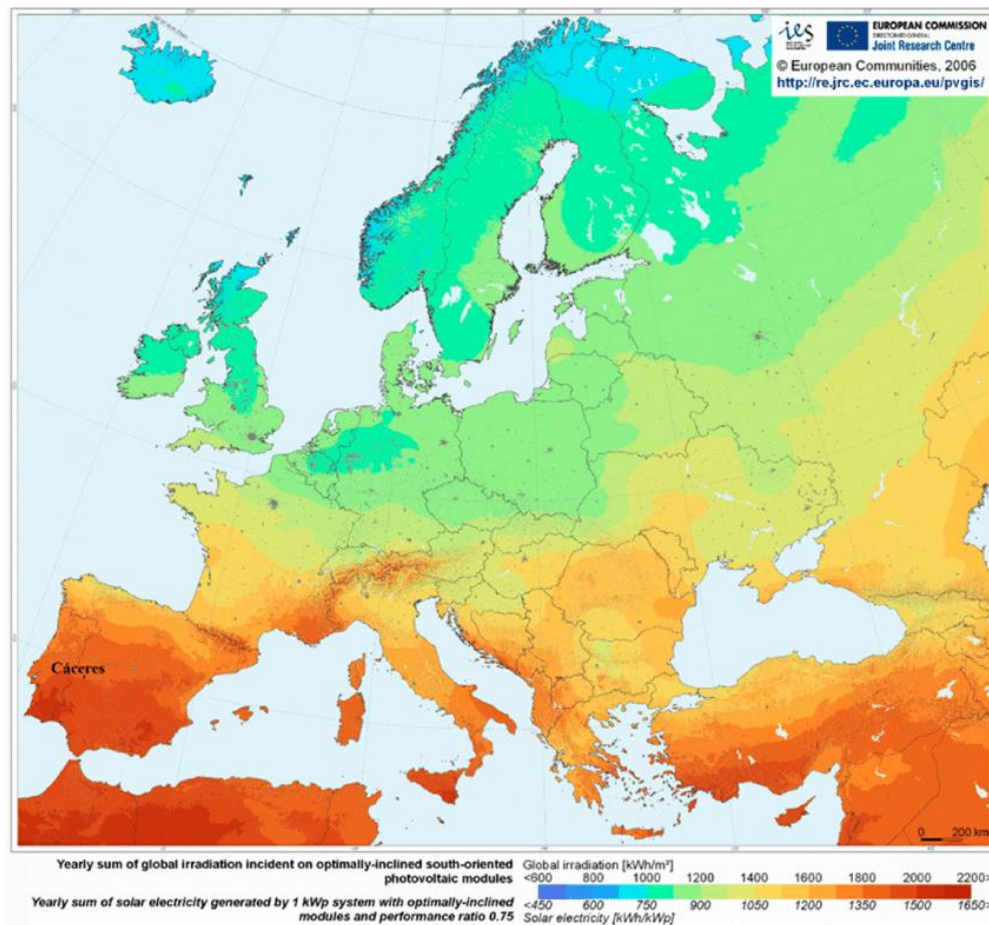 ies
EUROPEAN COMMISSION
DIRECTORATE-GENERAL
Joint Research Centre
© European Communities, 2006
http://re.jrc.ec.europa.eu/pvgis/
Cáceres
0 200 km
Yearly sum of global irradiation incident on optimally-inclined south-oriented
photovoltaic modules
Yearly sum of solar electricity generated by 1 kWp system with optimally-inclined
modules and performance ratio 0.75
Global irradiation [kWh/m²]
<600 800 1000 1200 1400 1600 1800 2000 2200>
<450 600 750 900 1050 1200 1350 1500 1650>
Solar electricity [kWh/kWp]